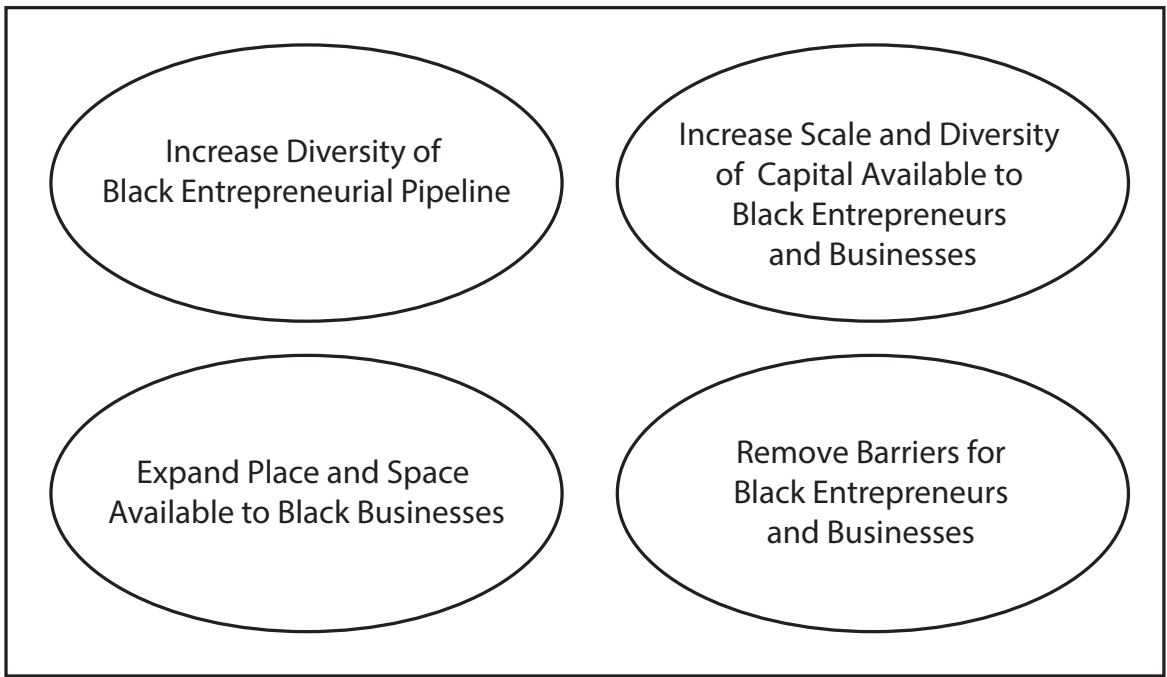 Increase Diversity of
Black Entrepreneurial Pipeline
Increase Scale and Diversity
of Capital Available to
Black Entrepreneurs
and Businesses
Expand Place and Space
Available to Black Businesses
Remove Barriers for
Black Entrepreneurs
and Businesses